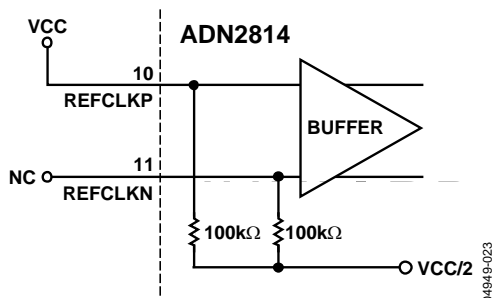 VCC
ADN2814
10
REFCLKP
BUFFER
11
NC
REFCLKN
100kΩ 100kΩ
VCC/2
04949-023